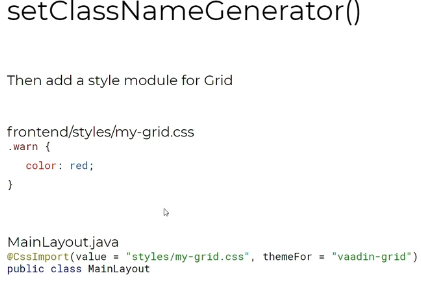 setClassNameGenerator()
Then add a style module for Grid
frontend/styles/my-grid.css
.warn {
color: red;
}
MainLayout.java
@CssImport(value = "styles/my-grid.css", themeFor = "vaadin-grid")
public class MainLayout